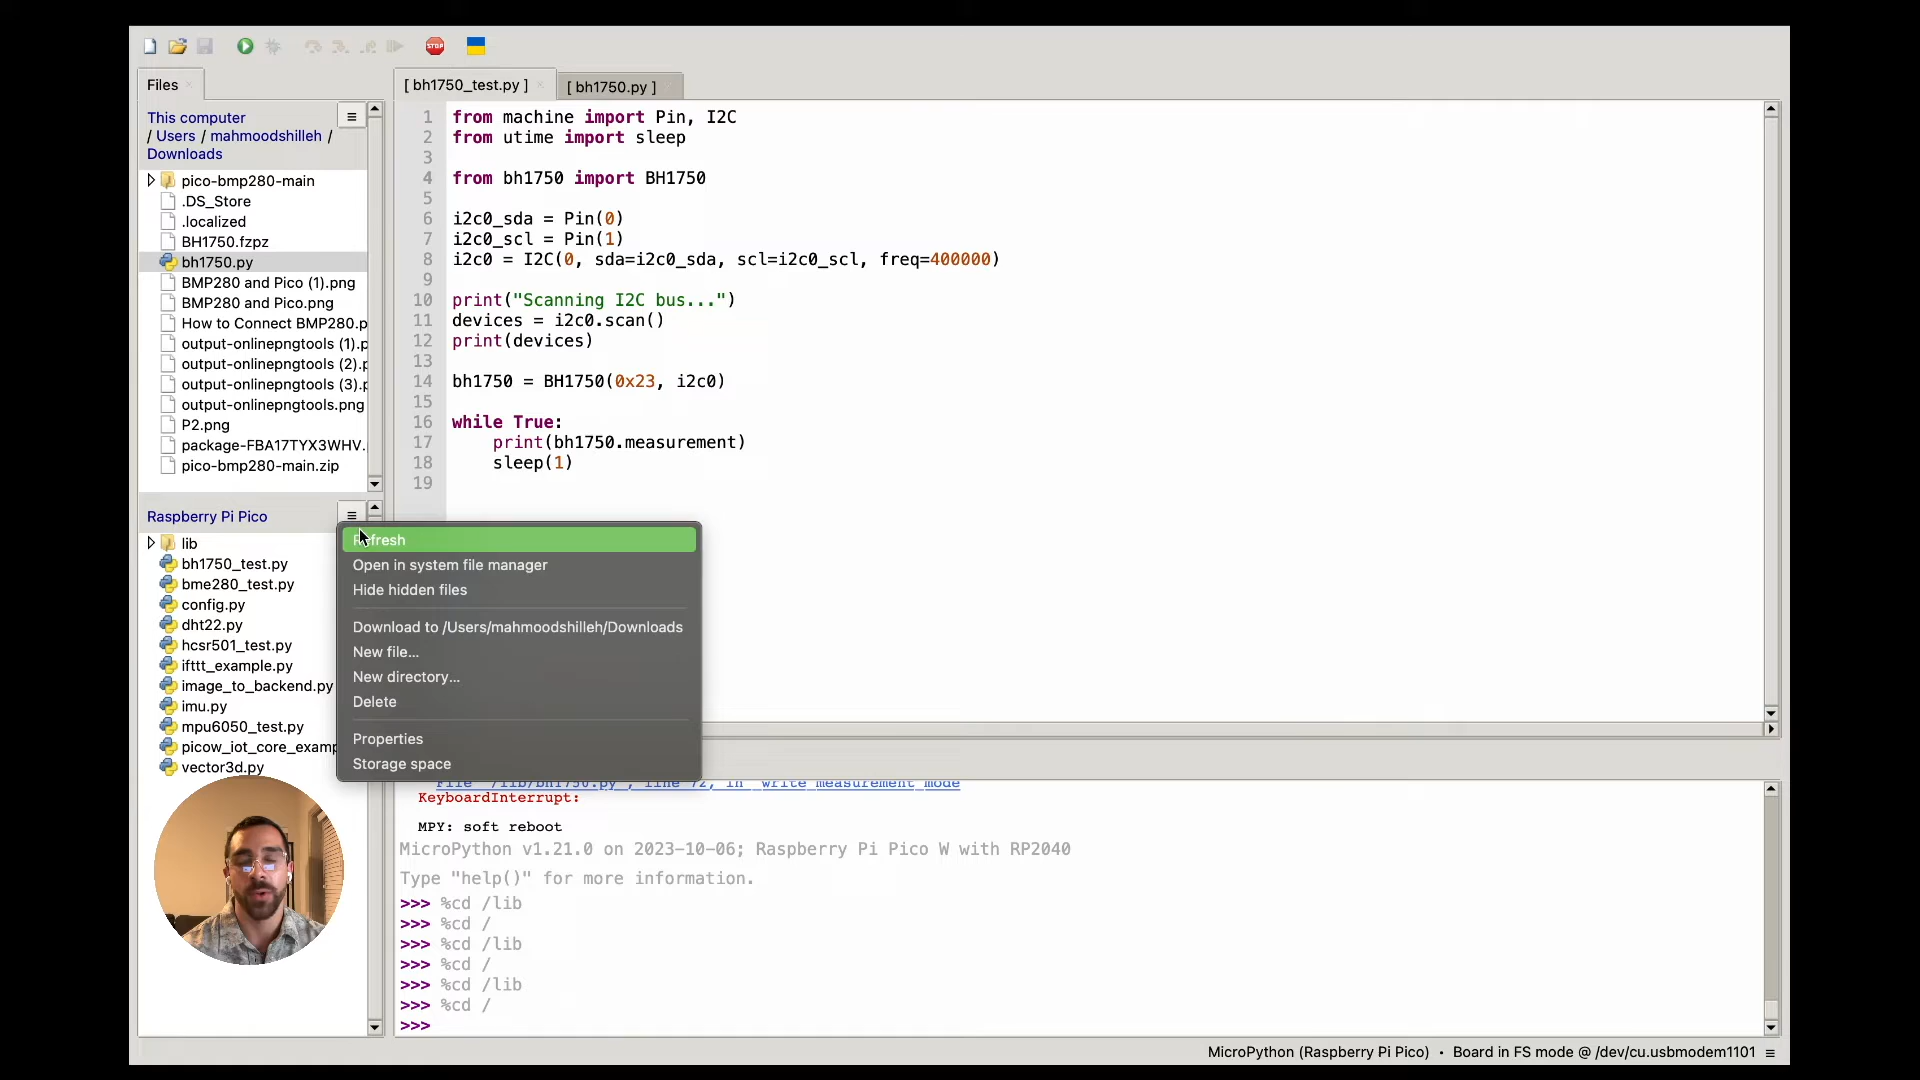 STOP
Files
[ bh1750_test.py ]
[ bh1750.py ]
This computer
/ Users / mahmoodshilleh /
Downloads
pico-bmp280-main
.DS_Store
.localized
BH1750.fzpz
bh1750.py
BMP280 and Pico (1).png
BMP280 and Pico.png
How to Connect BMP280.p
output-onlinepngtools (1).p
output-onlinepngtools (2).p
output-onlinepngtools (3).p
output-onlinepngtools.png
P2.png
package-FBA17TYX3WHV.
pico-bmp280-main.zip
Raspberry Pi Pico
lib
bh1750_test.py
bme280_test.py
config.py
dht22.py
hcsr501_test.py
ifttt_example.py
image_to_backend.py
imu.py
mpu6050_test.py
picow_iot_core_examp
vector3d.py
1 from machine import Pin, I2C
2 from utime import sleep
3
4 from bh1750 import BH1750
5
6 i2c0_sda = Pin(0)
7 i2c0_scl = Pin(1)
8 i2c0 = I2C(0, sda=i2c0_sda, scl=i2c0_scl, freq=400000)
9
10 print("Scanning I2C bus...")
11 devices = i2c0.scan()
12 print(devices)
13
14 bh1750 = BH1750(0x23, i2c0)
15
16 while True:
17 print(bh1750.measurement)
18 sleep(1)
19
Refresh
Open in system file manager
Hide hidden files
Download to /Users/mahmoodshilleh/Downloads
New file...
New directory...
Delete
Properties
Storage space
File "/lib/bh1750.py", line 72, in write measurement mode
KeyboardInterrupt:
MPY: soft reboot
MicroPython v1.21.0 on 2023-10-06; Raspberry Pi Pico W with RP2040
Type "help()" for more information.
>>> %cd /lib
>>> %cd /
>>> %cd /lib
>>> %cd /
>>> %cd /lib
>>> %cd /
>>>
MicroPython (Raspberry Pi Pico) • Board in FS mode @ /dev/cu.usbmodem1101